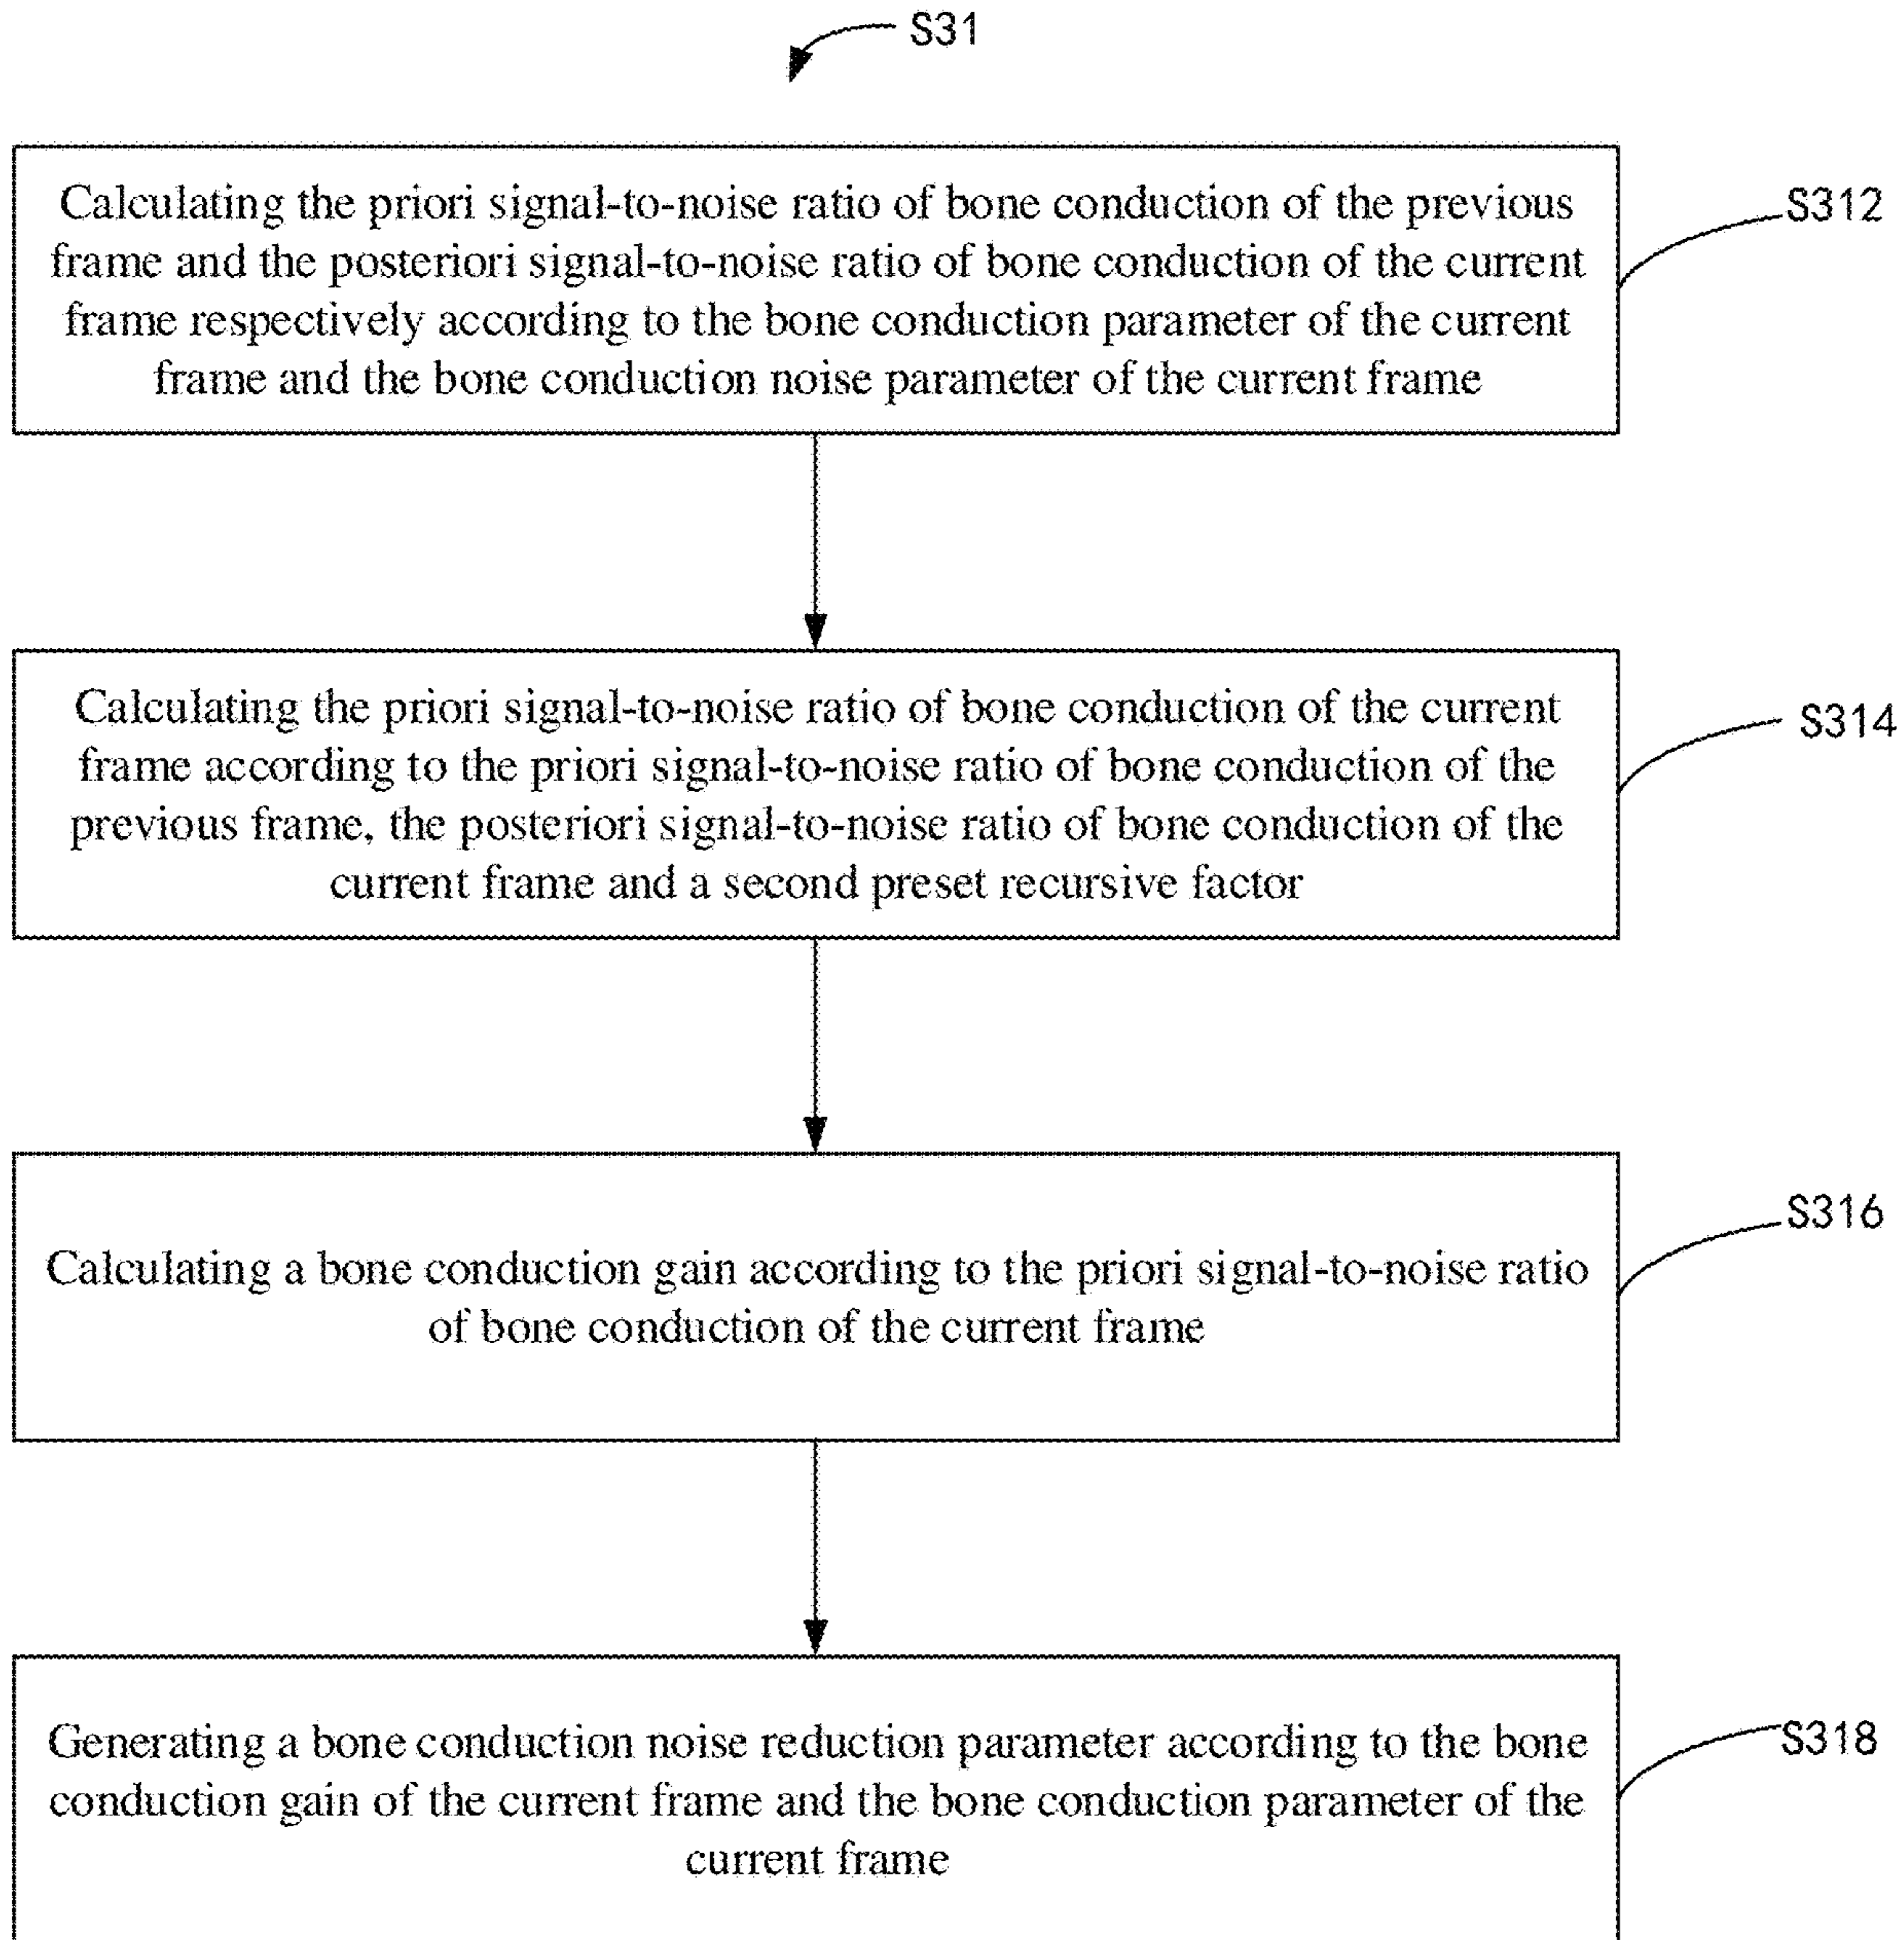 S31
Calculating the priori signal-to-noise ratio of bone conduction of the previous
frame and the posteriori signal-to-noise ratio of bone conduction of the current
frame respectively according to the bone conduction parameter of the current
frame and the bone conduction noise parameter of the current frame
S312
Calculating the priori signal-to-noise ratio of bone conduction of the current
frame according to the priori signal-to-noise ratio of bone conduction of the
previous frame, the posteriori signal-to-noise ratio of bone conduction of the
current frame and a second preset recursive factor
S314
Calculating a bone conduction gain according to the priori signal-to-noise ratio
of bone conduction of the current frame
S316
Generating a bone conduction noise reduction parameter according to the bone
conduction gain of the current frame and the bone conduction parameter of the
current frame
S318